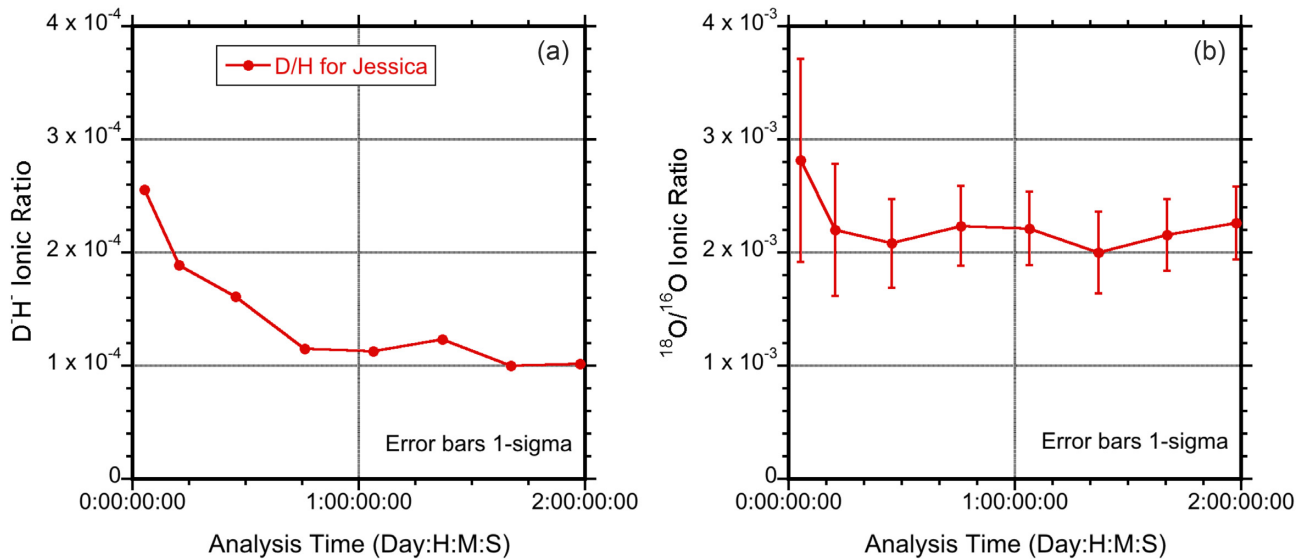 4 x 10⁻⁴
3 x 10⁻⁴
2 x 10⁻⁴
1 x 10⁻⁴
0
D⁻H⁻ Ionic Ratio
D/H for Jessica
(a)
Error bars 1-sigma
0:00:00:00
1:00:00:00
2:00:00:00
Analysis Time (Day:H:M:S)
4 x 10⁻³
3 x 10⁻³
2 x 10⁻³
1 x 10⁻³
0
¹⁸O/¹⁶O Ionic Ratio
(b)
Error bars 1-sigma
0:00:00:00
1:00:00:00
2:00:00:00
Analysis Time (Day:H:M:S)